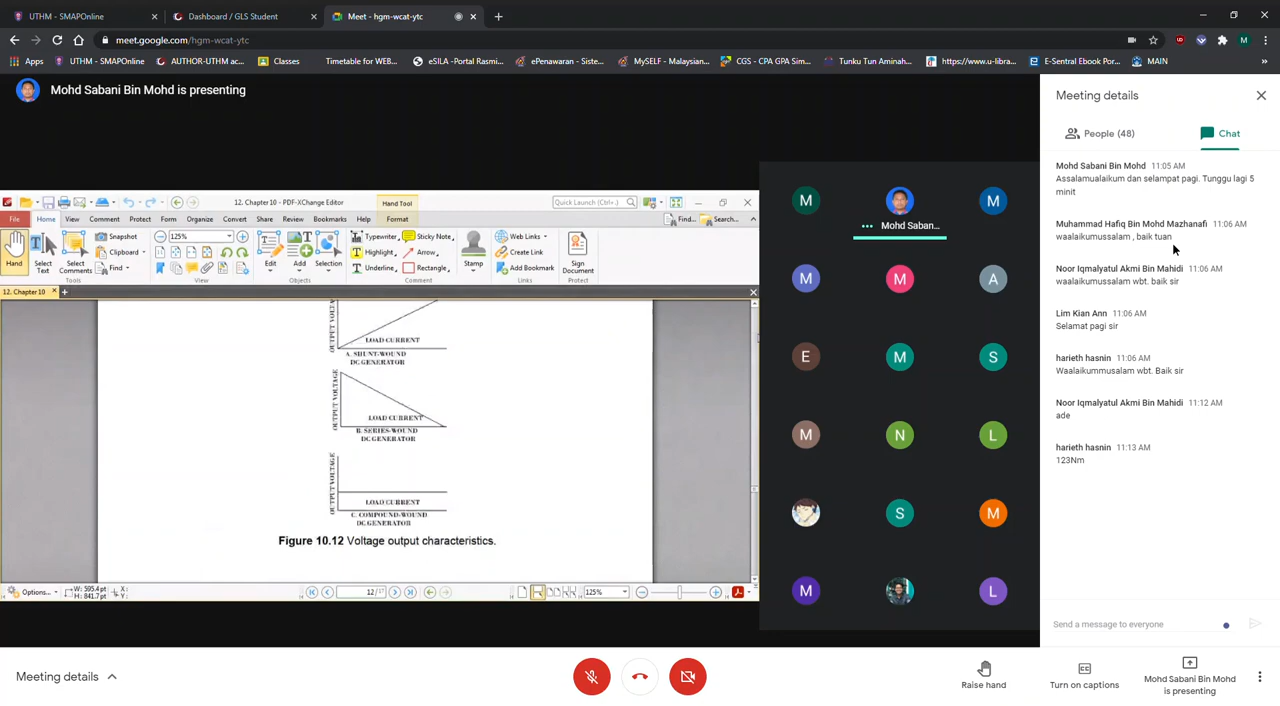 UTHM - SMAPOnline
Dashboard / GLS Student
Meet - hgm-wcat-ytc
meet.google.com/hgm-wcat-ytc
M
Apps
UTHM - SMAPOnline
AUTHOR-UTHM ac...
Classes
Timetable for WEB...
eSILA -Portal Rasmi...
ePenawaran - Siste...
MySELF - Malaysian...
CGS - CPA GPA Sim...
Tunku Tun Aminah...
https://www.u-libra...
E-Sentral Ebook Por...
MAIN
Mohd Sabani Bin Mohd is presenting
12. Chapter 10 - PDF-XChange Editor
Hand Tool
Quick Launch (Ctrl+.)
File Home View Comment Protect Form Organize Convert Share Review Bookmarks Help Format
Find...
Search...
Hand
Select Text
Select Comments
Snapshot
Clipboard
Find
Tools
125%
View
Edit
Add
Selection
Objects
Typewriter
Sticky Note
Highlight
Arrow
Underline
Rectangle
Comment
Stamp
Web Links
Create Link
Add Bookmark
Links
Sign Document
Protect
12. Chapter 10
OUTPUT VOLTAGE
LOAD CURRENT
A. SHUNT-WOUND
DC GENERATOR
OUTPUT VOLTAGE
LOAD CURRENT
B. SERIES-WOUND
DC GENERATOR
OUTPUT VOLTAGE
LOAD CURRENT
C. COMPOUND-WOUND
DC GENERATOR
Figure 10.12 Voltage output characteristics.
Options...
W: 595.4pt
H: 841.7pt
X:
Y:
12/17
125%
M M
Mohd Saban...
M M A
E M S
M N L
S M
M L
Meeting details
People (48)
Chat
Mohd Sabani Bin Mohd 11:05 AM
Assalamualaikum dan selampat pagi. Tunggu lagi 5
minit
Muhammad Hafiq Bin Mohd Mazhanafi 11:06 AM
waalaikumussalam , baik tuan
Noor Iqmalyatul Akmi Bin Mahidi 11:06 AM
waalaikumussalam wbt. baik sir
Lim Kian Ann 11:06 AM
Selamat pagi sir
harieth hasnin 11:06 AM
Waalaikummusalam wbt. Baik sir
Noor Iqmalyatul Akmi Bin Mahidi 11:12 AM
ade
harieth hasnin 11:13 AM
123Nm
Send a message to everyone
Meeting details
Raise hand
Turn on captions
Mohd Sabani Bin Mohd
is presenting